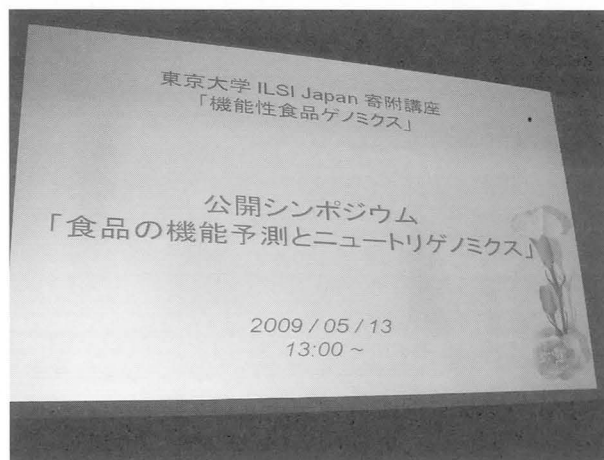 東京大学 ILSI Japan 寄附講座
「機能性食品ゲノミクス」
公開シンポジウム
「食品の機能予測とニュートリゲノミクス」
2009 / 05 / 13
13:00 ~